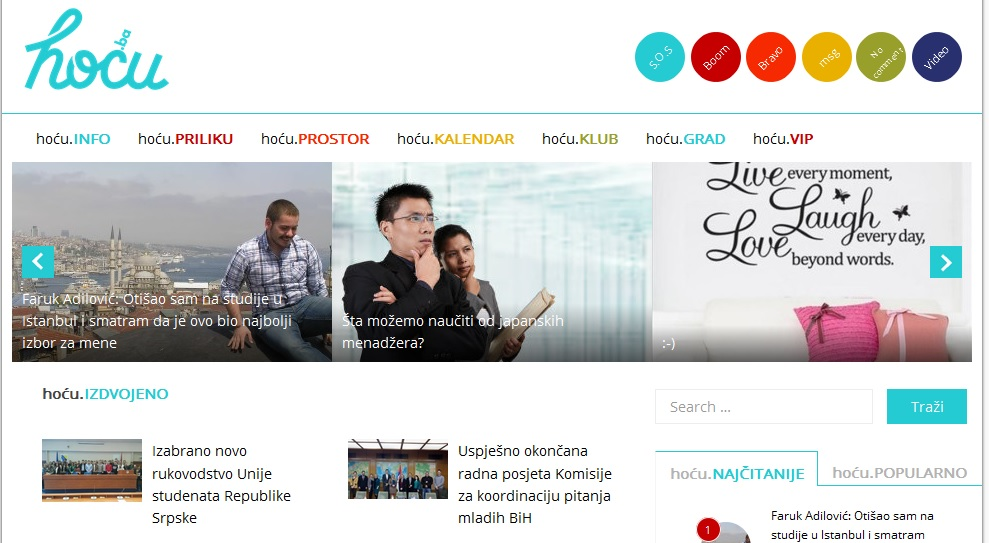 hoću.ba
S.O.S
Boom
Bravo
msg
No
comment
Video
hoću.INFO
hoću.PRILIKU
hoću.PROSTOR
hoću.KALENDAR
hoću.KLUB
hoću.GRAD
hoću.VIP
Faruk Adilović: Otišao sam na studije u
Istanbul i smatram da je ovo bio najbolji
izbor za mene
Šta možemo naučiti od japanskih
menadžera?
Live every moment,
Laugh
every day,
Love
beyond words.
:-)
hoću.IZDVOJENO
Izabrano novo
rukovodstvo Unije
studenata Republike
Srpske
Uspješno okončana
radna posjeta Komisije
za koordinaciju pitanja
mladih BiH
Search ...
Traži
hoću.NAJČITANIJE
hoću.POPULARNO
1
Faruk Adilović: Otišao sam na
studije u Istanbul i smatram